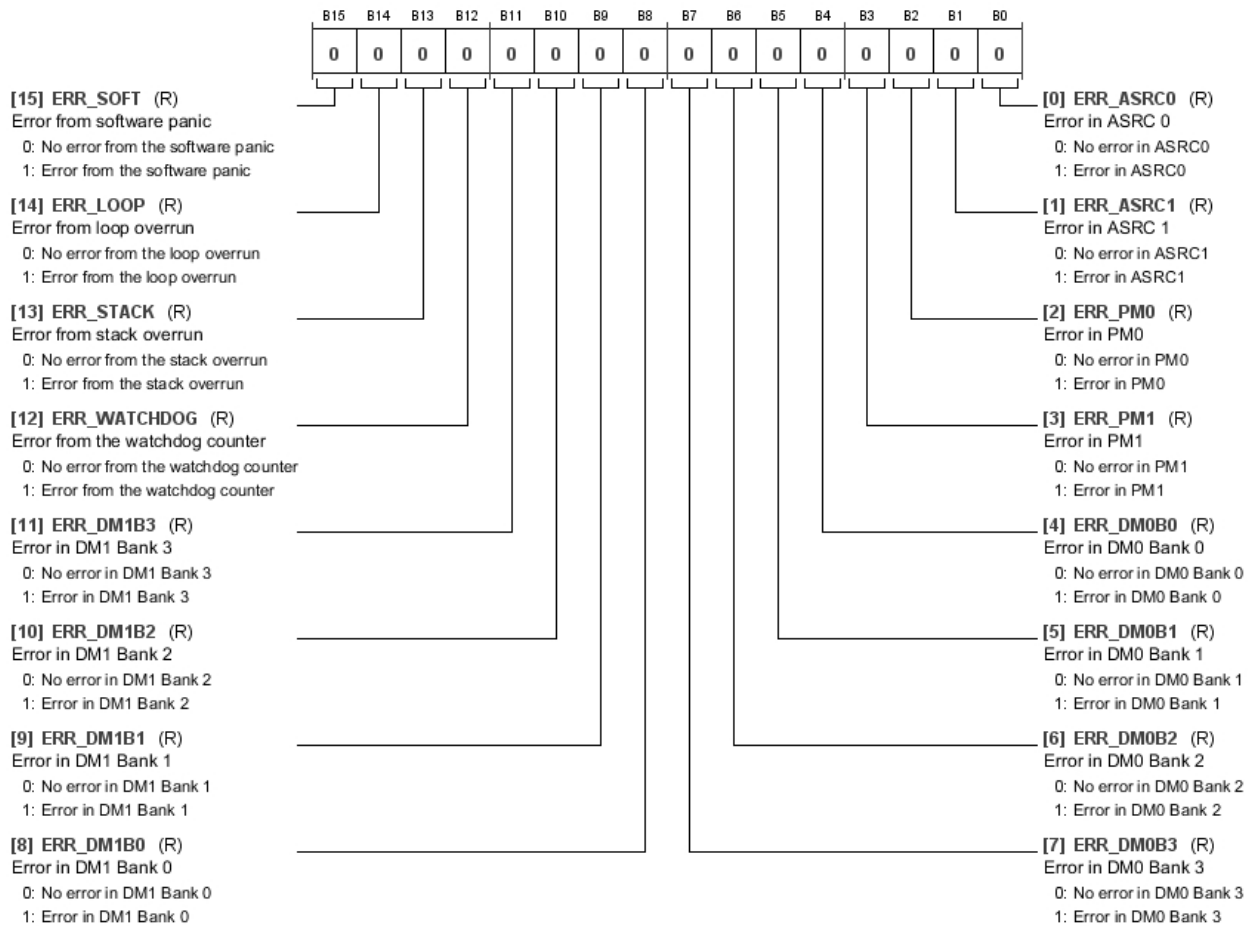 B15 B14 B13 B12 B11 B10 B9 B8 B7 B6 B5 B4 B3 B2 B1 B0
0 0 0 0 0 0 0 0 0 0 0 0 0 0 0 0
[15] ERR_SOFT (R)
Error from software panic
0: No error from the software panic
1: Error from the software panic
[14] ERR_LOOP (R)
Error from loop overrun
0: No error from the loop overrun
1: Error from the loop overrun
[13] ERR_STACK (R)
Error from stack overrun
0: No error from the stack overrun
1: Error from the stack overrun
[12] ERR_WATCHDOG (R)
Error from the watchdog counter
0: No error from the watchdog counter
1: Error from the watchdog counter
[11] ERR_DM1B3 (R)
Error in DM1 Bank 3
0: No error in DM1 Bank 3
1: Error in DM1 Bank 3
[10] ERR_DM1B2 (R)
Error in DM1 Bank 2
0: No error in DM1 Bank 2
1: Error in DM1 Bank 2
[9] ERR_DM1B1 (R)
Error in DM1 Bank 1
0: No error in DM1 Bank 1
1: Error in DM1 Bank 1
[8] ERR_DM1B0 (R)
Error in DM1 Bank 0
0: No error in DM1 Bank 0
1: Error in DM1 Bank 0
[0] ERR_ASRC0 (R)
Error in ASRC 0
0: No error in ASRC0
1: Error in ASRC0
[1] ERR_ASRC1 (R)
Error in ASRC 1
0: No error in ASRC1
1: Error in ASRC1
[2] ERR_PM0 (R)
Error in PM0
0: No error in PM0
1: Error in PM0
[3] ERR_PM1 (R)
Error in PM1
0: No error in PM1
1: Error in PM1
[4] ERR_DM0B0 (R)
Error in DM0 Bank 0
0: No error in DM0 Bank 0
1: Error in DM0 Bank 0
[5] ERR_DM0B1 (R)
Error in DM0 Bank 1
0: No error in DM0 Bank 1
1: Error in DM0 Bank 1
[6] ERR_DM0B2 (R)
Error in DM0 Bank 2
0: No error in DM0 Bank 2
1: Error in DM0 Bank 2
[7] ERR_DM0B3 (R)
Error in DM0 Bank 3
0: No error in DM0 Bank 3
1: Error in DM0 Bank 3